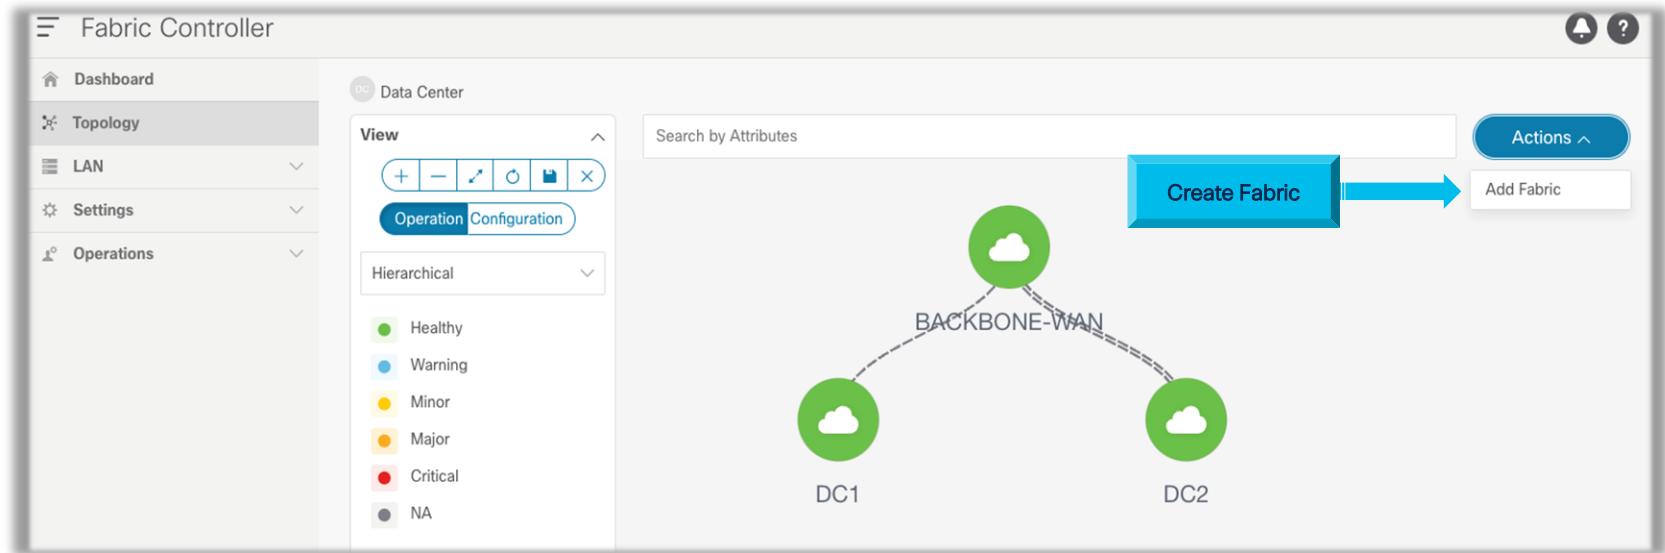 Fabric Controller
?
Dashboard
Topology
LAN
Settings
Operations
DC Data Center
View
Operation Configuration
Hierarchical
Healthy
Warning
Minor
Major
Critical
NA
Search by Attributes
Actions
Create Fabric
Add Fabric
BACKBONE-WAN
DC1
DC2